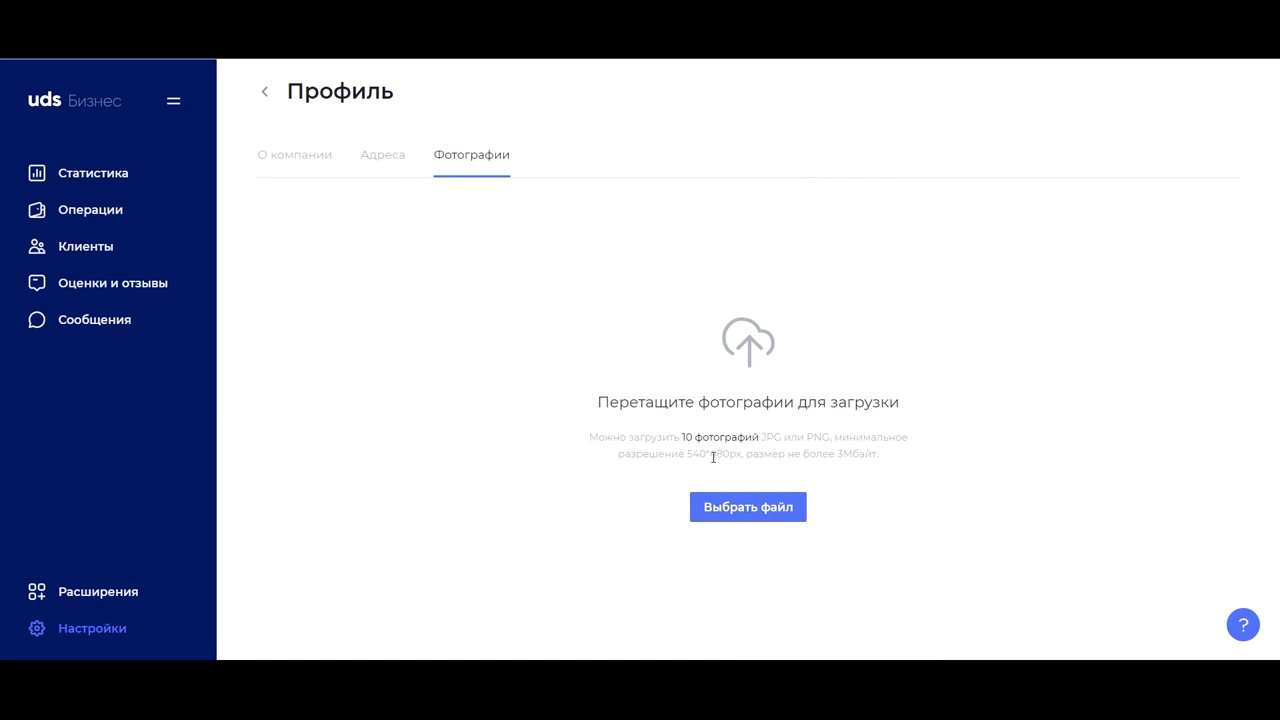 uds Бизнес
Статистика
Операции
Клиенты
Оценки и отзывы
Сообщения
Расширения
Настройки
Профиль
О компании Адреса Фотографии
Перетащите фотографии для загрузки
Можно загрузить 10 фотографий JPG или PNG, минимальное
разрешение размер не более 3Мбайт.
Выбрать файл
?